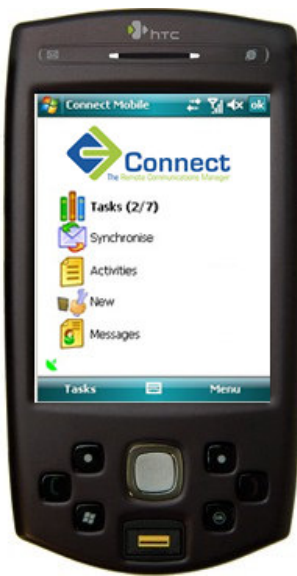 hTC
Connect Mobile ok
Connect
The Remote Communications Manager
Tasks (2/7)
Synchronise
Activities
New
Messages
Tasks Menu